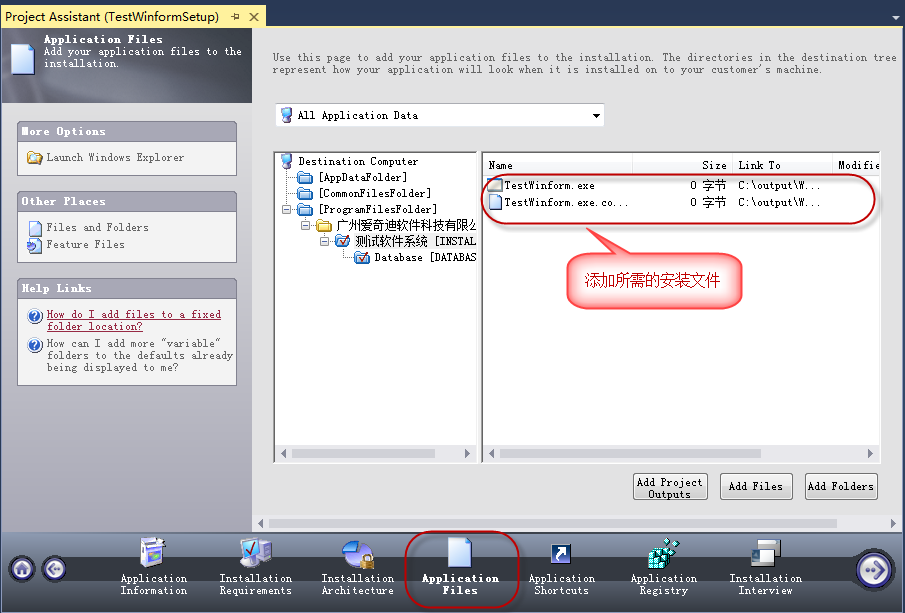 Project Assistant (TestWinformSetup)
Application Files
Add your application files to the
installation.
More Options
Launch Windows Explorer
Other Places
Files and Folders
Feature Files
Help Links
How do I add files to a fixed
folder location?
How can I add more "variable"
folders to the defaults already
being displayed to me?
Use this page to add your application files to the installation. The directories in the destination tree
represent how your application will look when it is installed on to your customer's machine.
All Application Data
Destination Computer
[AppDataFolder]
[CommonFilesFolder]
[ProgramFilesFolder]
广州爱奇迪软件科技有限公
测试软件系统 [INSTAL
Database [DATABAS
Name Size Link To Modifie
TestWinform.exe 0 字节 C:\output\W...
TestWinform.exe.co... 0 字节 C:\output\W...
添加所需的安装文件
Add Project
Outputs
Add Files
Add Folders
Application
Information
Installation
Requirements
Installation
Architecture
Application
Files
Application
Shortcuts
Application
Registry
Installation
Interview